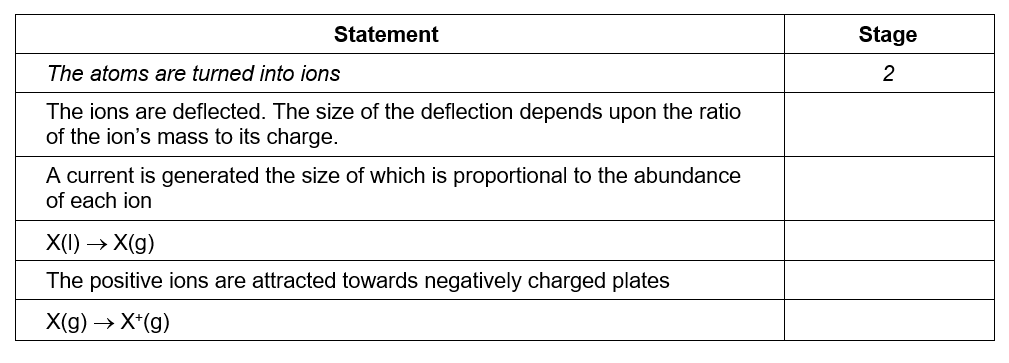 Statement Stage
The atoms are turned into ions 2
The ions are deflected. The size of the deflection depends upon the ratio
of the ion’s mass to its charge.
A current is generated the size of which is proportional to the abundance
of each ion
X(l) → X(g)
The positive ions are attracted towards negatively charged plates
X(g) → X⁺(g)